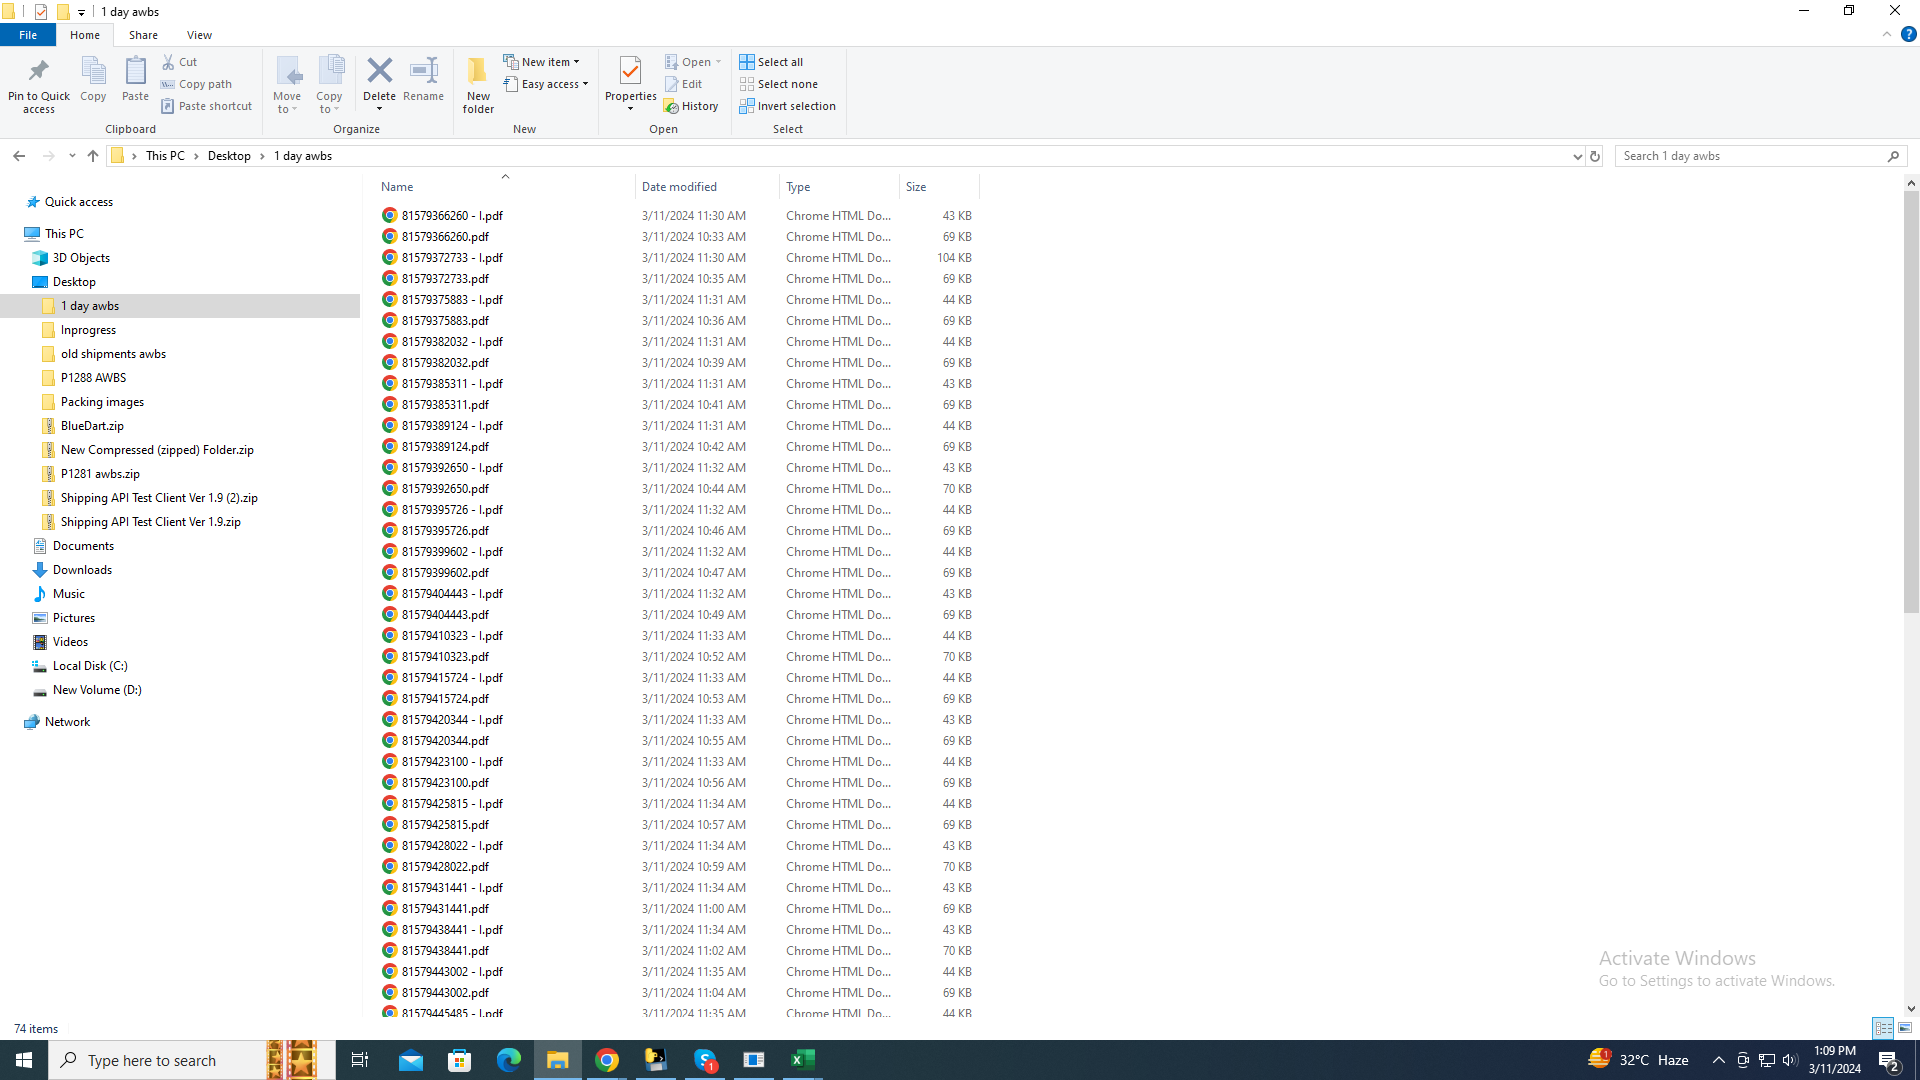 1 day awbs
File Home Share View
Pin to Quick access
Copy
Paste
Cut
Copy path
Paste shortcut
Clipboard
Move to
Copy to
Delete
Rename
Organize
New folder
New item
Easy access
New
Properties
Open
Edit
History
Open
Select all
Select none
Invert selection
Select
This PC > Desktop > 1 day awbs
Search 1 day awbs
Quick access
This PC
3D Objects
Desktop
1 day awbs
Inprogress
old shipments awbs
P1288 AWBS
Packing images
BlueDart.zip
New Compressed (zipped) Folder.zip
P1281 awbs.zip
Shipping API Test Client Ver 1.9 (2).zip
Shipping API Test Client Ver 1.9.zip
Documents
Downloads
Music
Pictures
Videos
Local Disk (C:)
New Volume (D:)
Network
Name Date modified Type Size
81579366260 - I.pdf 3/11/2024 11:30 AM Chrome HTML Do... 43 KB
81579366260.pdf 3/11/2024 10:33 AM Chrome HTML Do... 69 KB
81579372733 - I.pdf 3/11/2024 11:30 AM Chrome HTML Do... 104 KB
81579372733.pdf 3/11/2024 10:35 AM Chrome HTML Do... 69 KB
81579375883 - I.pdf 3/11/2024 11:31 AM Chrome HTML Do... 44 KB
81579375883.pdf 3/11/2024 10:36 AM Chrome HTML Do... 69 KB
81579382032 - I.pdf 3/11/2024 11:31 AM Chrome HTML Do... 44 KB
81579382032.pdf 3/11/2024 10:39 AM Chrome HTML Do... 69 KB
81579385311 - I.pdf 3/11/2024 11:31 AM Chrome HTML Do... 43 KB
81579385311.pdf 3/11/2024 10:41 AM Chrome HTML Do... 69 KB
81579389124 - I.pdf 3/11/2024 11:31 AM Chrome HTML Do... 44 KB
81579389124.pdf 3/11/2024 10:42 AM Chrome HTML Do... 69 KB
81579392650 - I.pdf 3/11/2024 11:32 AM Chrome HTML Do... 43 KB
81579392650.pdf 3/11/2024 10:44 AM Chrome HTML Do... 70 KB
81579395726 - I.pdf 3/11/2024 11:32 AM Chrome HTML Do... 44 KB
81579395726.pdf 3/11/2024 10:46 AM Chrome HTML Do... 69 KB
81579399602 - I.pdf 3/11/2024 11:32 AM Chrome HTML Do... 44 KB
81579399602.pdf 3/11/2024 10:47 AM Chrome HTML Do... 69 KB
81579404443 - I.pdf 3/11/2024 11:32 AM Chrome HTML Do... 43 KB
81579404443.pdf 3/11/2024 10:49 AM Chrome HTML Do... 69 KB
81579410323 - I.pdf 3/11/2024 11:33 AM Chrome HTML Do... 44 KB
81579410323.pdf 3/11/2024 10:52 AM Chrome HTML Do... 70 KB
81579415724 - I.pdf 3/11/2024 11:33 AM Chrome HTML Do... 44 KB
81579415724.pdf 3/11/2024 10:53 AM Chrome HTML Do... 69 KB
81579420344 - I.pdf 3/11/2024 11:33 AM Chrome HTML Do... 43 KB
81579420344.pdf 3/11/2024 10:55 AM Chrome HTML Do... 69 KB
81579423100 - I.pdf 3/11/2024 11:33 AM Chrome HTML Do... 44 KB
81579423100.pdf 3/11/2024 10:56 AM Chrome HTML Do... 69 KB
81579425815 - I.pdf 3/11/2024 11:34 AM Chrome HTML Do... 44 KB
81579425815.pdf 3/11/2024 10:57 AM Chrome HTML Do... 69 KB
81579428022 - I.pdf 3/11/2024 11:34 AM Chrome HTML Do... 43 KB
81579428022.pdf 3/11/2024 10:59 AM Chrome HTML Do... 70 KB
81579431441 - I.pdf 3/11/2024 11:34 AM Chrome HTML Do... 43 KB
81579431441.pdf 3/11/2024 11:00 AM Chrome HTML Do... 69 KB
81579438441 - I.pdf 3/11/2024 11:34 AM Chrome HTML Do... 43 KB
81579438441.pdf 3/11/2024 11:02 AM Chrome HTML Do... 70 KB
81579443002 - I.pdf 3/11/2024 11:35 AM Chrome HTML Do... 44 KB
81579443002.pdf 3/11/2024 11:04 AM Chrome HTML Do... 69 KB
81579445485 - I.pdf 3/11/2024 11:35 AM Chrome HTML Do... 44 KB
Activate Windows
Go to Settings to activate Windows.
74 items
Type here to search
1
1
32°C Haze
1:09 PM
3/11/2024
2